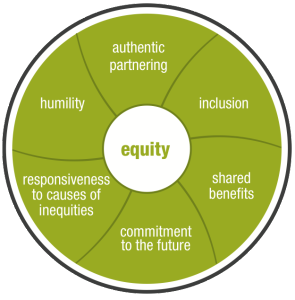 authentic
partnering
inclusion
shared
benefits
commitment
to the future
responsiveness
to causes of
inequities
humility
equity